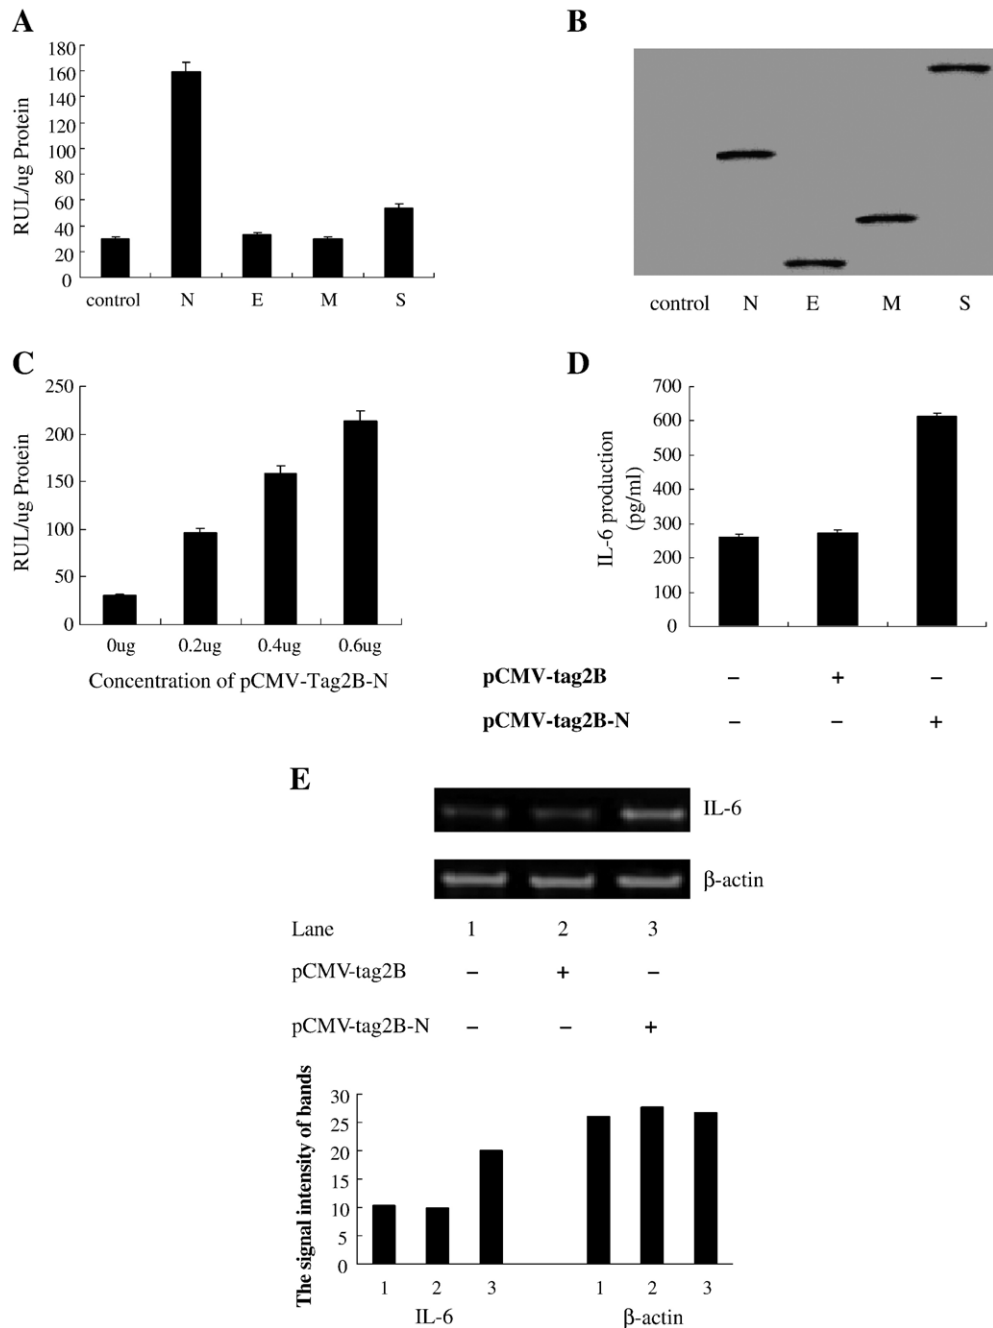 A
RUL/ug Protein
180
160
140
120
100
80
60
40
20
0
control N E M S
B
control N E M S
C
RUL/ug Protein
250
200
150
100
50
0
0ug 0.2ug 0.4ug 0.6ug
Concentration of pCMV-Tag2B-N
D
IL-6 production
(pg/ml)
700
600
500
400
300
200
100
0
pCMV-tag2B – + –
pCMV-tag2B-N – – +
E
IL-6
β-actin
Lane 1 2 3
pCMV-tag2B – + –
pCMV-tag2B-N – – +
The signal intensity of bands
30
25
20
15
10
5
0
1 2 3 1 2 3
IL-6 β-actin